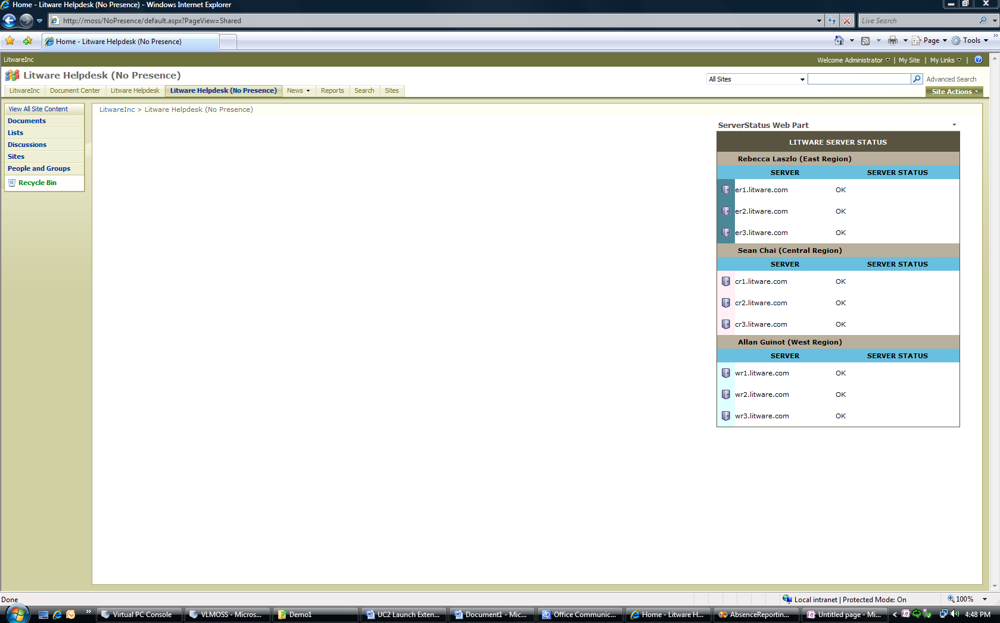 Home - Litware Helpdesk (No Presence) - Windows Internet Explorer
http://moss/NoPresence/default.aspx?PageView=Shared
Live Search
Home - Litware Helpdesk (No Presence)
Page
Tools
LitwareInc
Welcome Administrator | My Site | My Links |
Litware Helpdesk (No Presence)
All Sites
Advanced Search
LitwareInc
Document Center
Litware Helpdesk
Litware Helpdesk (No Presence)
News
Reports
Search
Sites
Site Actions
View All Site Content
Documents
Lists
Discussions
Sites
People and Groups
Recycle Bin
LitwareInc > Litware Helpdesk (No Presence)
ServerStatus Web Part
LITWARE SERVER STATUS
Rebecca Laszlo (East Region)
SERVER SERVER STATUS
er1.litware.com OK
er2.litware.com OK
er3.litware.com OK
Sean Chai (Central Region)
SERVER SERVER STATUS
cr1.litware.com OK
cr2.litware.com OK
cr3.litware.com OK
Allan Guinot (West Region)
SERVER SERVER STATUS
wr1.litware.com OK
wr2.litware.com OK
wr3.litware.com OK
Done
Local intranet | Protected Mode: On
100%
Virtual PC Console
VLMOSS - Micros...
Demo1
UC2 Launch Exten...
Document1 - Mic...
Office Communic...
Home - Litware H...
AbsenceReportin...
Untitled page - Mi...
4:48 PM